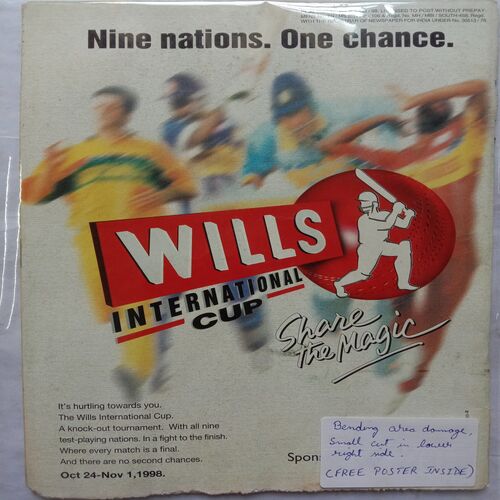 Nine nations. One chance.
WILLS
INTERNATIONAL
CUP
Share
the Magic
It's hurtling towards you.
The Wills International Cup.
A knock-out tournament. With all nine
test-playing nations. In a fight to the finish.
Where every match is a final.
And there are no second chances.
Oct 24-Nov 1,1998.
Spons
Bending area damage,
Small cut in lower
right side.
(FREE POSTER INSIDE)